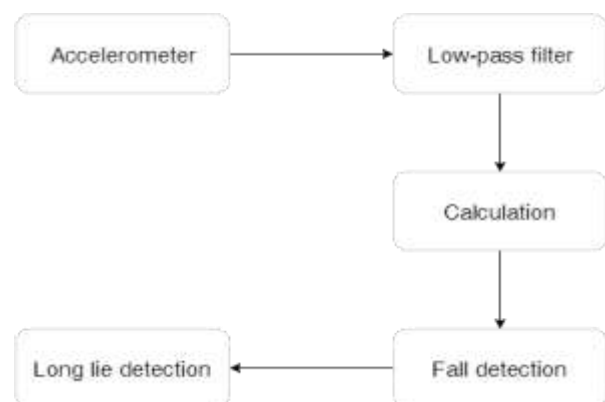 Accelerometer
Low-pass filter
Calculation
Fall detection
Long lie detection